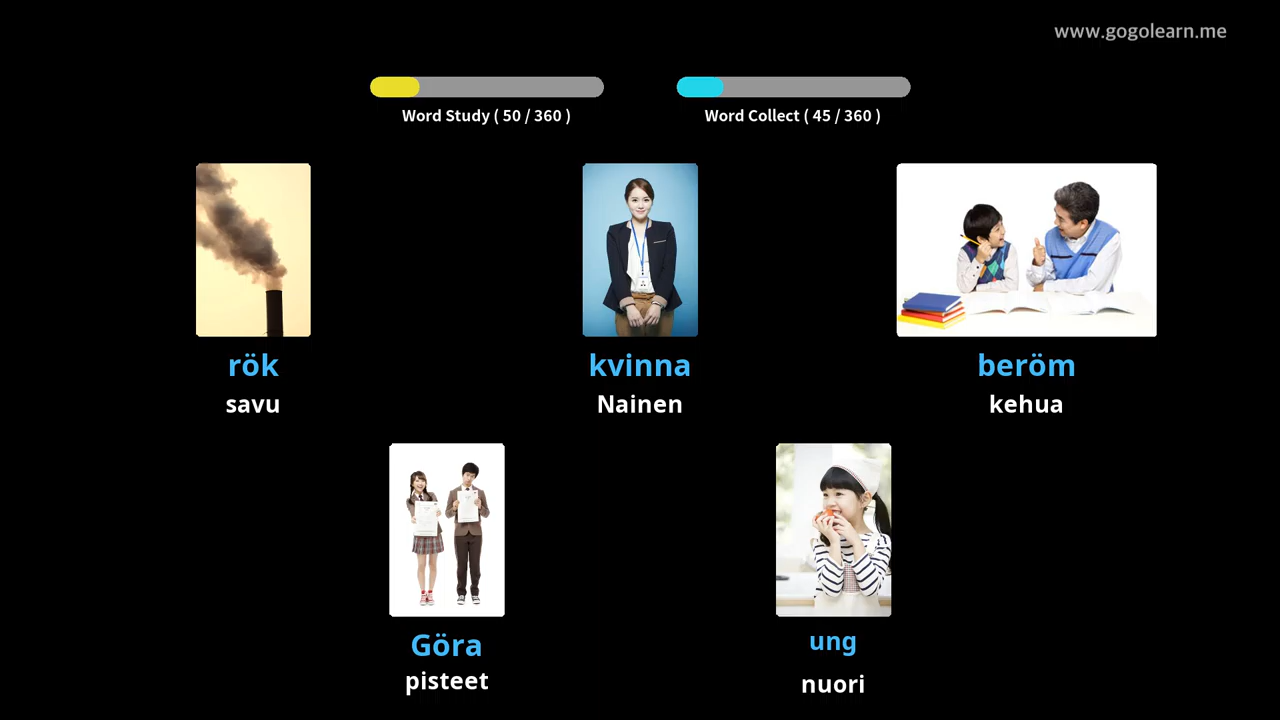 www.gogolearn.me
Word Study ( 50 / 360 )
Word Collect ( 45 / 360 )
rök
savu
kvinna
Nainen
beröm
kehua
Göra
pisteet
ung
nuori